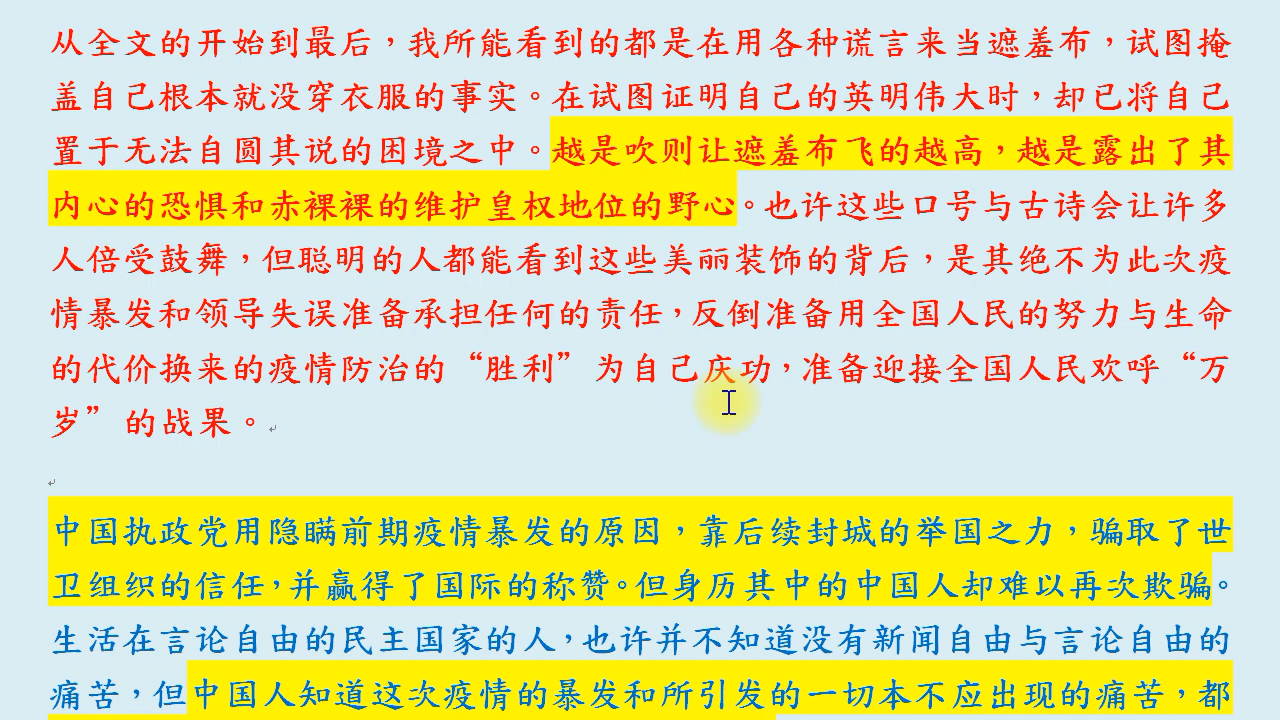 从全文的开始到最后，我所能看到的都是在用各种谎言来当遮羞布，试图掩
盖自己根本就没穿衣服的事实。在试图证明自己的英明伟大时，却已将自己
置于无法自圆其说的困境之中。越是吹则让遮羞布飞的越高，越是露出了其
内心的恐惧和赤裸裸的维护皇权地位的野心。也许这些口号与古诗会让许多
人倍受鼓舞，但聪明的人都能看到这些美丽装饰的背后，是其绝不为此次疫
情暴发和领导失误准备承担任何的责任，反倒准备用全国人民的努力与生命
的代价换来的疫情防治的“胜利”为自己庆功，准备迎接全国人民欢呼“万
岁”的战果。
中国执政党用隐瞒前期疫情暴发的原因，靠后续封城的举国之力，骗取了世
卫组织的信任，并赢得了国际的称赞。但身历其中的中国人却难以再次欺骗。
生活在言论自由的民主国家的人，也许并不知道没有新闻自由与言论自由的
痛苦，但中国人知道这次疫情的暴发和所引发的一切本不应出现的痛苦，都